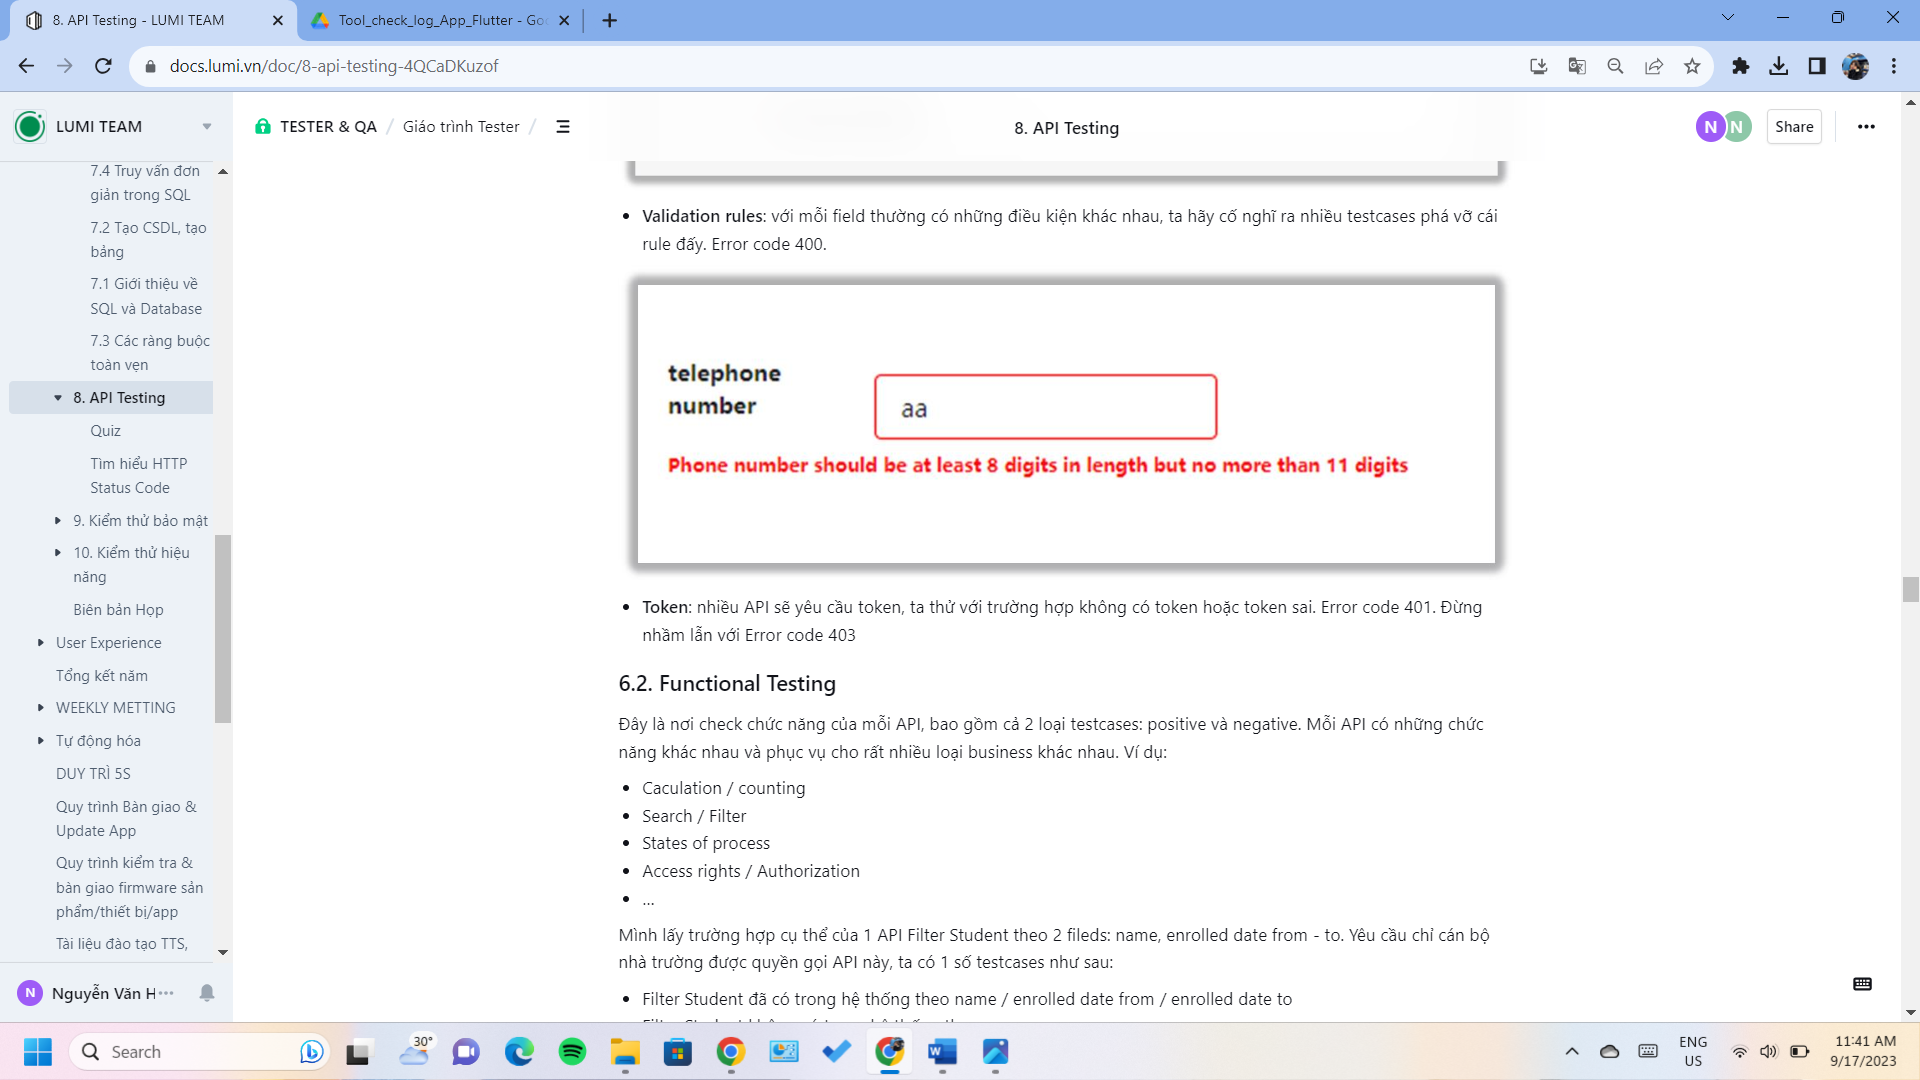 8. API Testing - LUMI TEAM
Tool_check_log_App_Flutter - Goo
docs.lumi.vn/doc/8-api-testing-4QCaDKuzof
LUMI TEAM
TESTER & QA / Giáo trình Tester /
8. API Testing
N N Share
7.4 Truy vấn đơn
giản trong SQL
7.2 Tạo CSDL, tạo
bảng
7.1 Giới thiệu về
SQL và Database
7.3 Các ràng buộc
toàn vẹn
8. API Testing
Quiz
Tìm hiểu HTTP
Status Code
9. Kiểm thử bảo mật
10. Kiểm thử hiệu
năng
Biên bản Họp
User Experience
Tổng kết năm
WEEKLY METTING
Tự động hóa
DUY TRÌ 5S
Quy trình Bàn giao &
Update App
Quy trình kiểm tra &
bàn giao firmware sản
phẩm/thiết bị/app
Tài liệu đào tạo TTS,
N Nguyễn Văn H
• Validation rules: với mỗi field thường có những điều kiện khác nhau, ta hãy cố nghĩ ra nhiều testcases phá vỡ cái
rule đấy. Error code 400.
telephone
number
aa
Phone number should be at least 8 digits in length but no more than 11 digits
• Token: nhiều API sẽ yêu cầu token, ta thử với trường hợp không có token hoặc token sai. Error code 401. Đừng
nhầm lẫn với Error code 403
6.2. Functional Testing
Đây là nơi check chức năng của mỗi API, bao gồm cả 2 loại testcases: positive và negative. Mỗi API có những chức
năng khác nhau và phục vụ cho rất nhiều loại business khác nhau. Ví dụ:
• Caculation / counting
• Search / Filter
• States of process
• Access rights / Authorization
• ...
Mình lấy trường hợp cụ thể của 1 API Filter Student theo 2 fileds: name, enrolled date from - to. Yêu cầu chỉ cán bộ
nhà trường được quyền gọi API này, ta có 1 số testcases như sau:
• Filter Student đã có trong hệ thống theo name / enrolled date from / enrolled date to
Search
30°
ENG
US
11:41 AM
9/17/2023